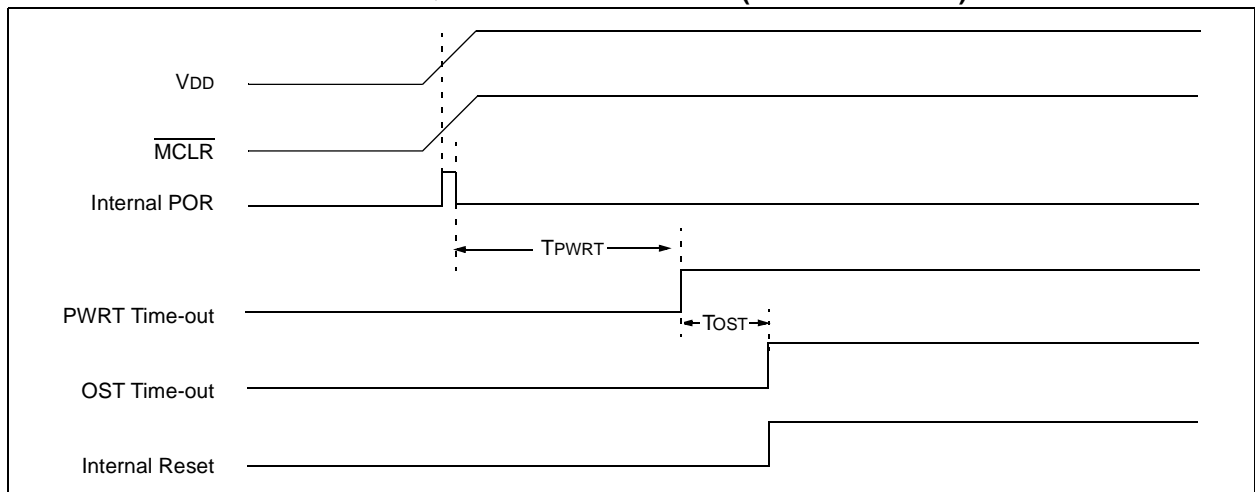 VDD
MCLR
Internal POR
TPWRT
PWRT Time-out
TOST
OST Time-out
Internal Reset